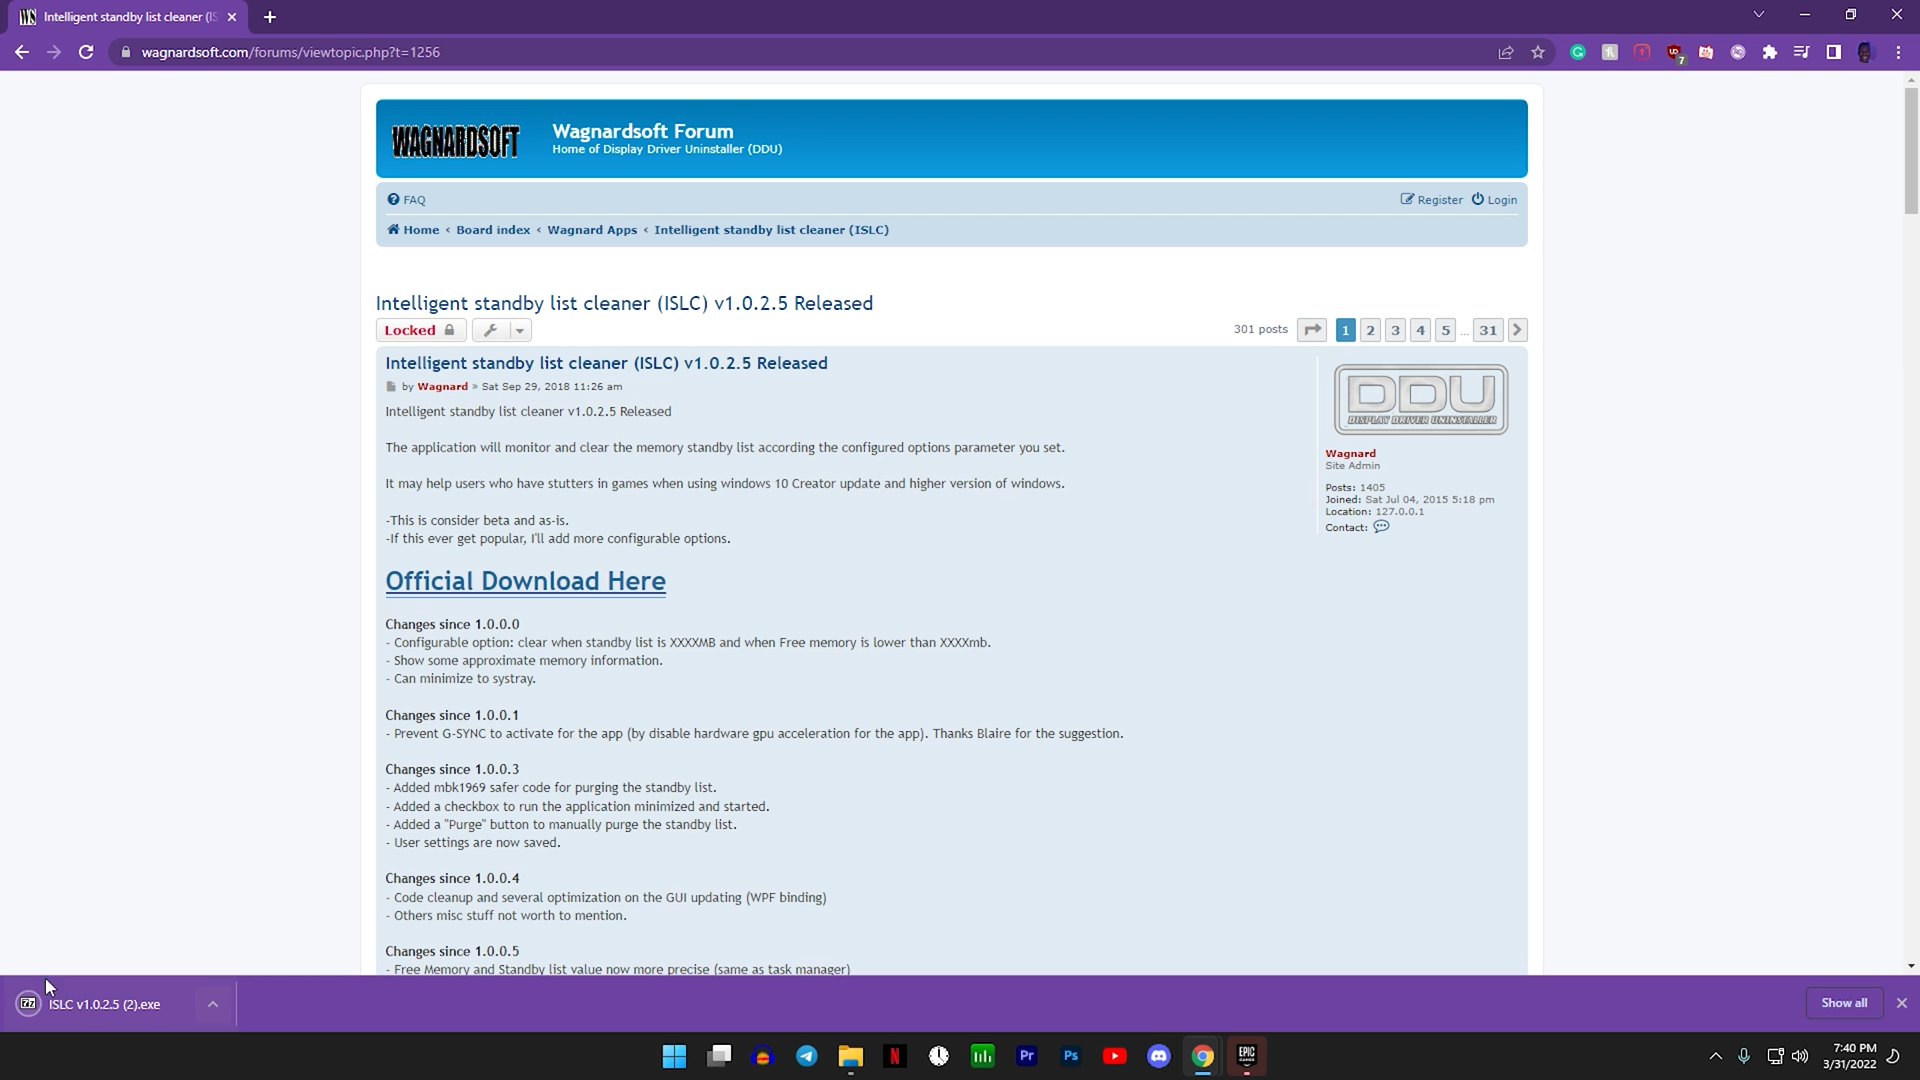 Intelligent standby list cleaner (IS
wagnardsoft.com/forums/viewtopic.php?t=1256
7
WAGNARDSOFT
Wagnardsoft Forum
Home of Display Driver Uninstaller (DDU)
FAQ
Register Login
Home ‹ Board index ‹ Wagnard Apps ‹ Intelligent standby list cleaner (ISLC)
Intelligent standby list cleaner (ISLC) v1.0.2.5 Released
Locked
301 posts 1 2 3 4 5 ... 31
Intelligent standby list cleaner (ISLC) v1.0.2.5 Released
by Wagnard » Sat Sep 29, 2018 11:26 am
Intelligent standby list cleaner v1.0.2.5 Released
The application will monitor and clear the memory standby list according the configured options parameter you set.
It may help users who have stutters in games when using windows 10 Creator update and higher version of windows.
-This is consider beta and as-is.
-If this ever get popular, I'll add more configurable options.
Official Download Here
Changes since 1.0.0.0
- Configurable option: clear when standby list is XXXXMB and when Free memory is lower than XXXXmb.
- Show some approximate memory information.
- Can minimize to systray.
Changes since 1.0.0.1
- Prevent G-SYNC to activate for the app (by disable hardware gpu acceleration for the app). Thanks Blaire for the suggestion.
Changes since 1.0.0.3
- Added mbk1969 safer code for purging the standby list.
- Added a checkbox to run the application minimized and started.
- Added a "Purge" button to manually purge the standby list.
- User settings are now saved.
Changes since 1.0.0.4
- Code cleanup and several optimization on the GUI updating (WPF binding)
- Others misc stuff not worth to mention.
Changes since 1.0.0.5
- Free Memory and Standby list value now more precise (same as task manager)
DDU
DISPLAY DRIVER UNINSTALLER
Wagnard
Site Admin
Posts: 1405
Joined: Sat Jul 04, 2015 5:18 pm
Location: 127.0.0.1
Contact:
ISLC v1.0.2.5 (2).exe
Show all
N
Pr
Ps
EPIC
GAMES
7:40 PM
3/31/2022